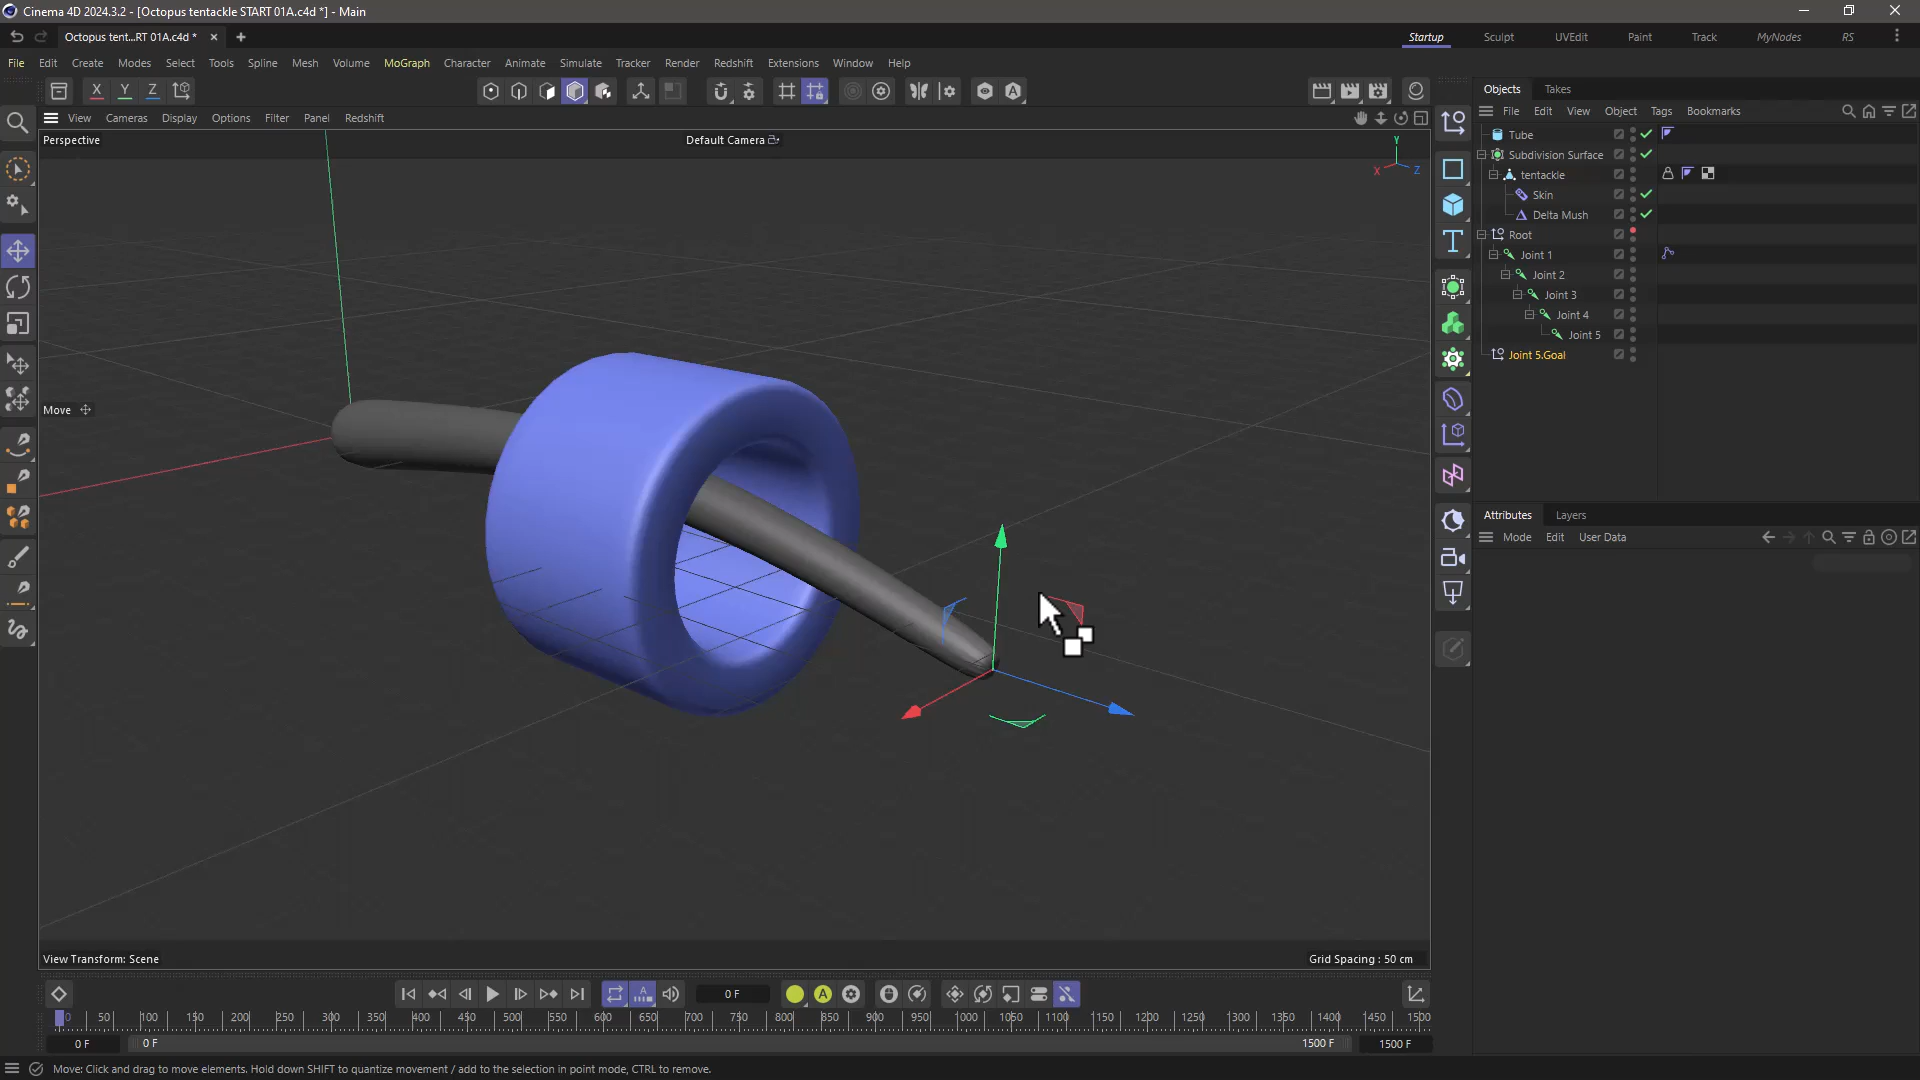 Cinema 4D 2024.3.2 - [Octopus tentackle START 01A.c4d *] - Main
Octopus tent...RT 01A.c4d *
Startup
Sculpt
UVEdit
Paint
Track
MyNodes
RS
File
Edit
Create
Modes
Select
Tools
Spline
Mesh
Volume
MoGraph
Character
Animate
Simulate
Tracker
Render
Redshift
Extensions
Window
Help
X
Y
Z
View
Cameras
Display
Options
Filter
Panel
Redshift
Perspective
Default Camera
Y
X
Z
Move
View Transform: Scene
Grid Spacing : 50 cm
Objects
Takes
File
Edit
View
Object
Tags
Bookmarks
Tube
Subdivision Surface
tentackle
Skin
Delta Mush
Root
Joint 1
Joint 2
Joint 3
Joint 4
Joint 5
Joint 5.Goal
Attributes
Layers
Mode
Edit
User Data
0 F
0
50
100
150
200
250
300
350
400
450
500
550
600
650
700
750
800
850
900
950
1000
1050
1100
1150
1200
1250
1300
1350
1400
1450
1500
0 F
0 F
1500 F
1500 F
Move: Click and drag to move elements. Hold down SHIFT to quantize movement / add to the selection in point mode, CTRL to remove.